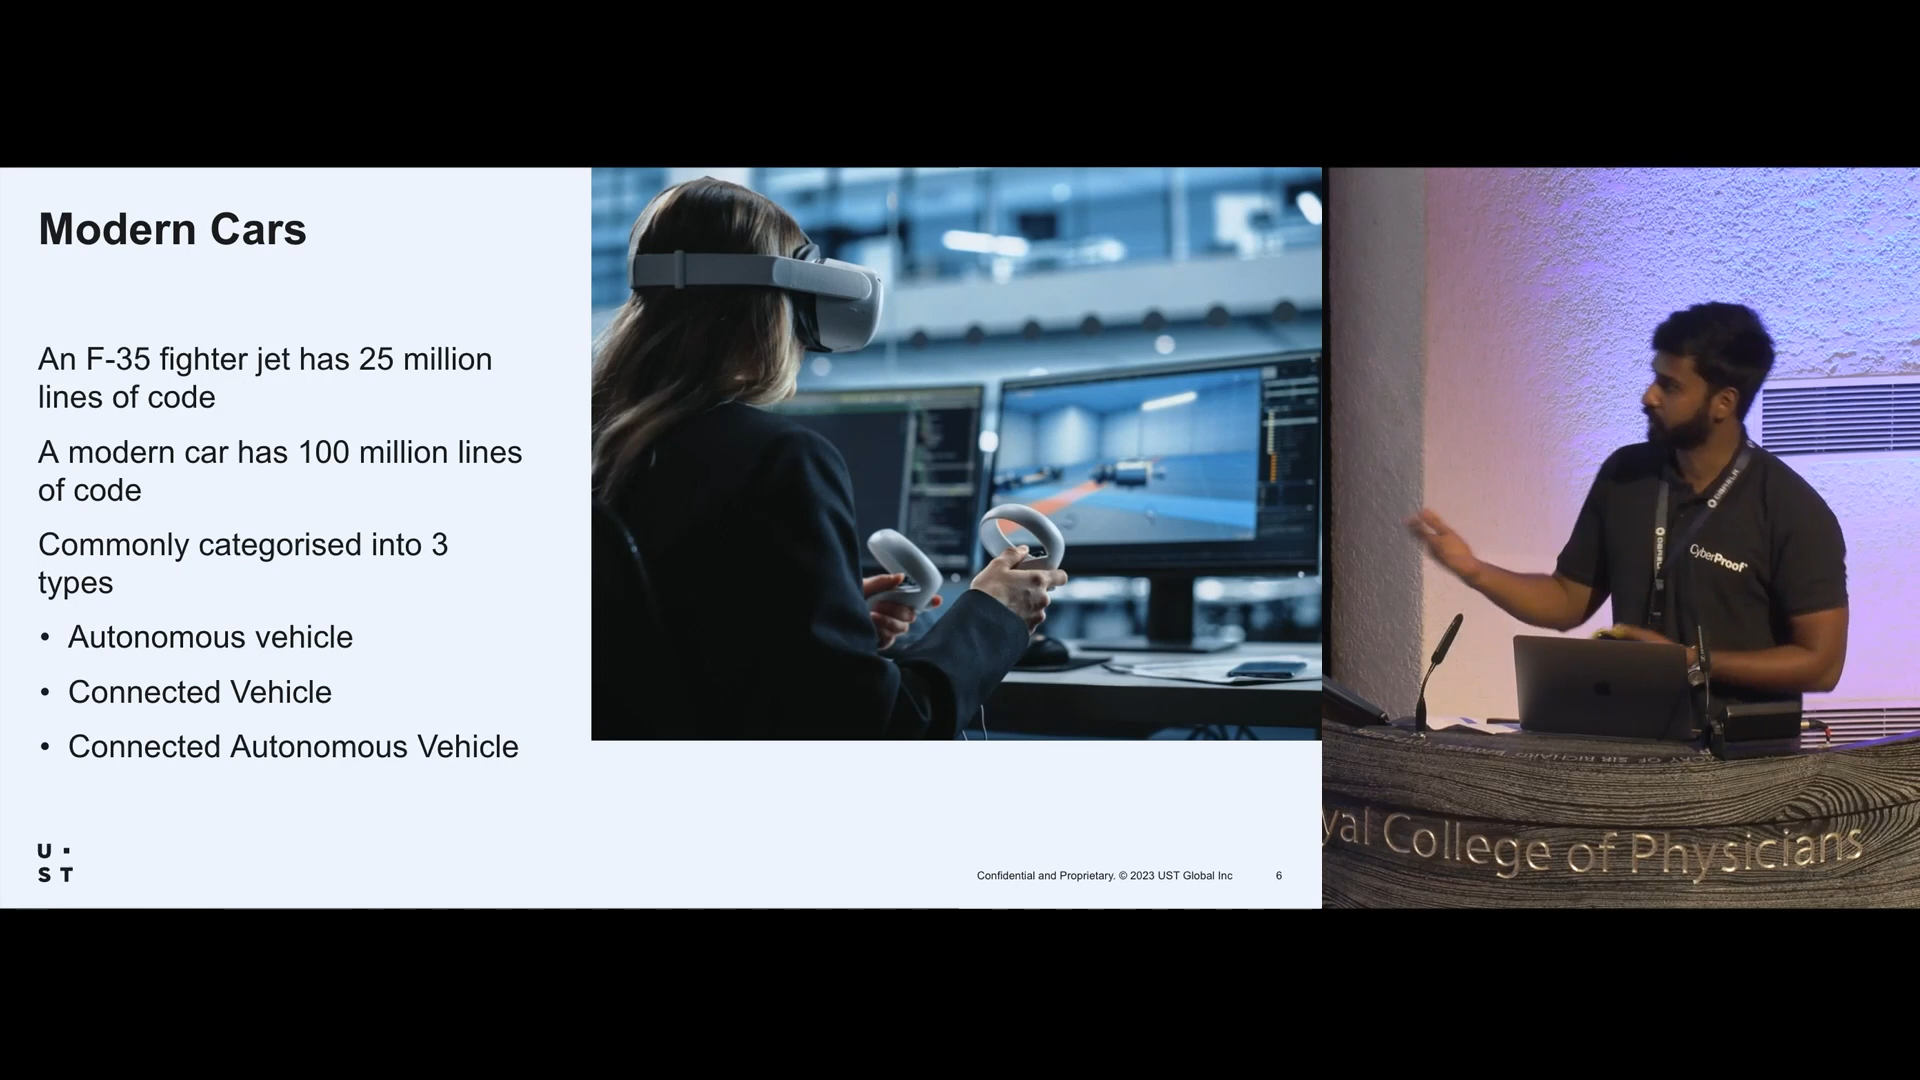 Modern Cars
An F-35 fighter jet has 25 million
lines of code
A modern car has 100 million lines
of code
Commonly categorised into 3
types
• Autonomous vehicle
• Connected Vehicle
• Connected Autonomous Vehicle
U
ST
Confidential and Proprietary. © 2023 UST Global Inc
6
CyberProof
yal College of Physicians